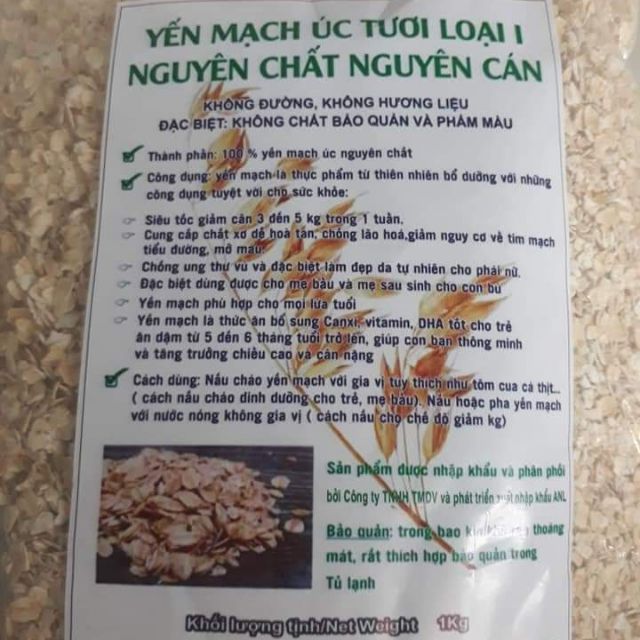 YẾN MẠCH ÚC TƯƠI LOẠI I
NGUYÊN CHẤT NGUYÊN CÁN
KHÔNG ĐƯỜNG, KHÔNG HƯƠNG LIỆU
ĐẶC BIỆT: KHÔNG CHẤT BẢO QUẢN VÀ PHẨM MÀU
Thành phần: 100 % yến mạch úc nguyên chất
Công dụng: yến mạch là thực phẩm từ thiên nhiên bổ dưỡng với những
công dụng tuyệt vời cho sức khỏe:
Siêu tốc giảm cân 3 đến 5 kg trong 1 tuần.
Cung cấp chất xơ dễ hoà tan, chống lão hoá,giảm nguy cơ về tim mạch
tiểu đường, mỡ máu.
Chống ung thư vú và đặc biệt làm đẹp da tự nhiên cho phái nữ.
Đặc biệt dùng được cho mẹ bầu và mẹ sau sinh cho con bú
Yến mạch phù hợp cho mọi lứa tuổi
Yến mạch là thức ăn bổ sung Canxi, vitamin, DHA tốt cho trẻ
ăn dặm từ 5 đến 6 tháng tuổi trở lên, giúp con bạn thông minh
và tăng trưởng chiều cao và cân nặng
Cách dùng: Nấu cháo yến mạch với gia vị tùy thích như tôm cua cá thịt...
( cách nấu cháo dinh dưỡng cho trẻ, mẹ bầu). Nấu hoặc pha yến mạch
với nước nóng không gia vị ( cách nấu cho chế độ giảm kg)
Sản phẩm được nhập khẩu và phân phối
bởi Công ty TNHH TMDV và phát triển xuất nhập khẩu ANL
Bảo quản: trong bao kín thoáng
mát, rất thích hợp bảo quản trong
Tủ lạnh
Khối lượng tịnh/Net Weight 1Kg